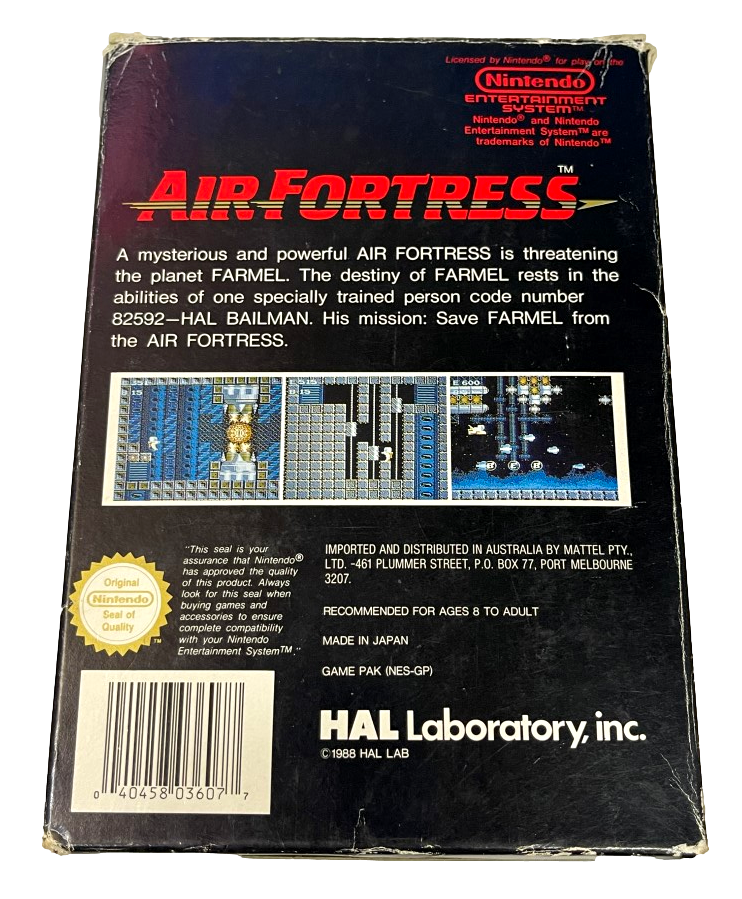 Licensed by Nintendo® for play on the
Nintendo
ENTERTAINMENT
SYSTEM™
Nintendo® and Nintendo
Entertainment System™ are
trademarks of Nintendo™
AIR FORTRESS™
A mysterious and powerful AIR FORTRESS is threatening
the planet FARMEL. The destiny of FARMEL rests in the
abilities of one specially trained person code number
82592—HAL BAILMAN. His mission: Save FARMEL from
the AIR FORTRESS.
E 600
"This seal is your
assurance that Nintendo®
has approved the quality
of this product. Always
look for this seal when
buying games and
accessories to ensure
complete compatibility
with your Nintendo
Entertainment System™."
Original
Nintendo
Seal of
Quality
™
IMPORTED AND DISTRIBUTED IN AUSTRALIA BY MATTEL PTY.,
LTD. -461 PLUMMER STREET, P.O. BOX 77, PORT MELBOURNE
3207.
RECOMMENDED FOR AGES 8 TO ADULT
MADE IN JAPAN
GAME PAK (NES-GP)
HAL Laboratory, inc.
©1988 HAL LAB
0 40458 03607 7